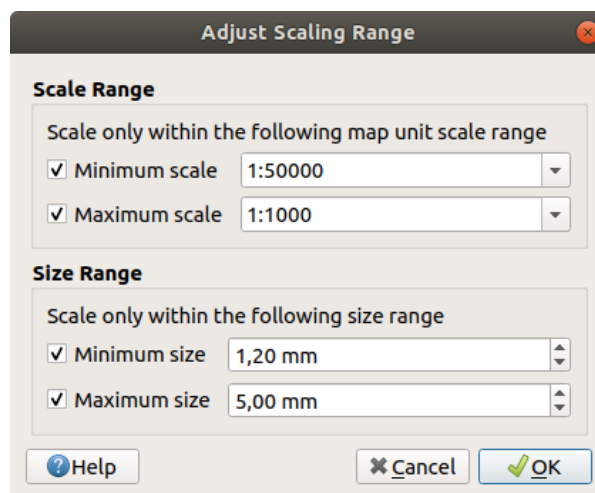 Adjust Scaling Range
Scale Range
Scale only within the following map unit scale range
Minimum scale 1:50000
Maximum scale 1:1000
Size Range
Scale only within the following size range
Minimum size 1,20 mm
Maximum size 5,00 mm
Help Cancel OK